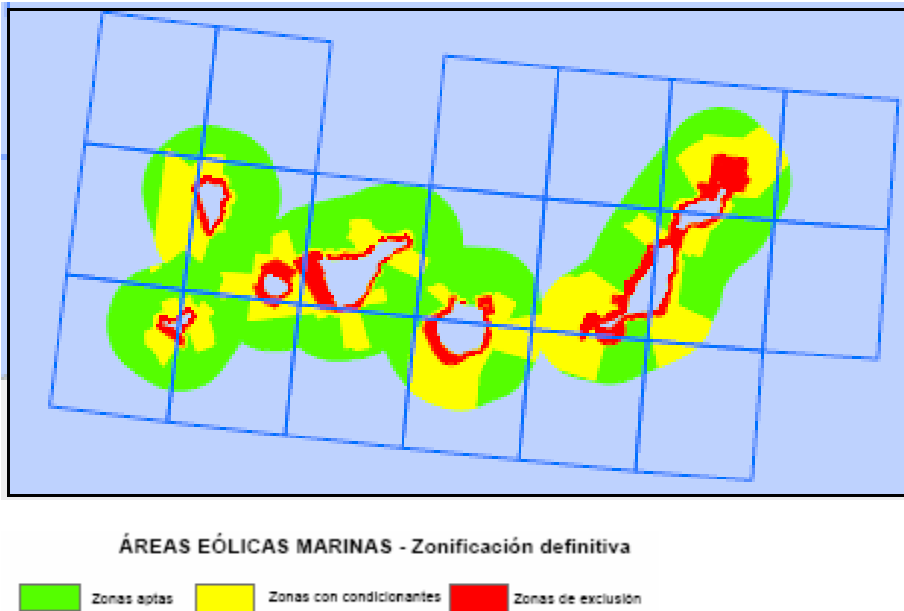 ÁREAS EÓLICAS MARINAS - Zonificación definitiva
Zonas aptas Zonas con condicionantes Zonas de exclusión